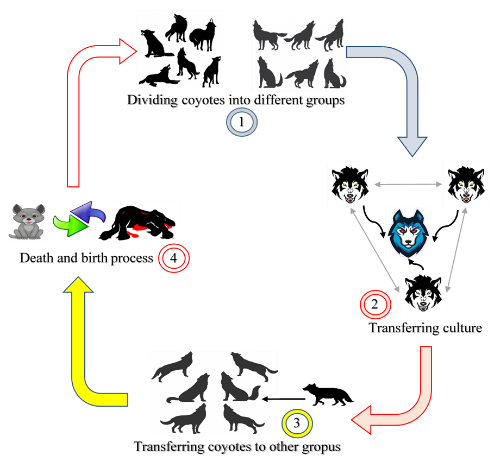 Dividing coyotes into different groups
1
2
Transferring culture
3
Transferring coyotes to other gropus
Death and birth process 4